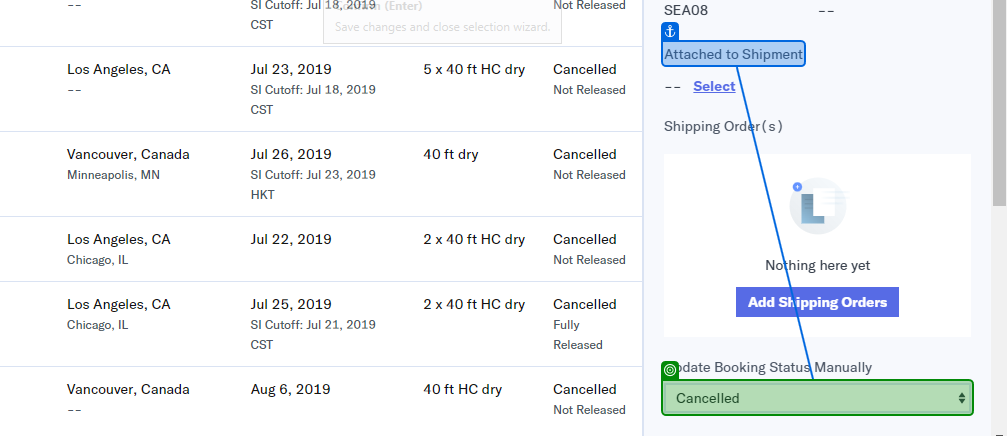 SI Cutoff: Jul 18, 2019
CST
Not Released
Confirm (Enter)
Save changes and close selection wizard.
Los Angeles, CA
--
Jul 23, 2019
SI Cutoff: Jul 18, 2019
CST
5 x 40 ft HC dry
Cancelled
Not Released
Vancouver, Canada
Minneapolis, MN
Jul 26, 2019
SI Cutoff: Jul 23, 2019
HKT
40 ft dry
Cancelled
Not Released
Los Angeles, CA
Chicago, IL
Jul 22, 2019
2 x 40 ft HC dry
Cancelled
Not Released
Los Angeles, CA
Chicago, IL
Jul 25, 2019
SI Cutoff: Jul 21, 2019
CST
2 x 40 ft HC dry
Cancelled
Fully
Released
Vancouver, Canada
--
Aug 6, 2019
40 ft HC dry
Cancelled
Not Released
SEA08 --
Attached to Shipment
-- Select
Shipping Order(s)
Nothing here yet
Add Shipping Orders
Update Booking Status Manually
Cancelled